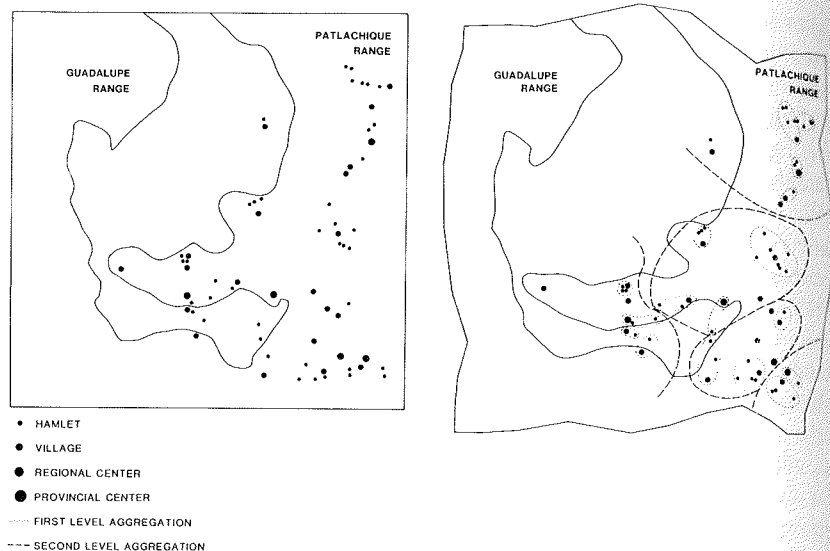 PATLACHIQUE
RANGE
GUADALUPE
RANGE
PATLACHIQUE
RANGE
GUADALUPE
RANGE
HAMLET
VILLAGE
REGIONAL CENTER
PROVINCIAL CENTER
FIRST LEVEL AGGREGATION
SECOND LEVEL AGGREGATION